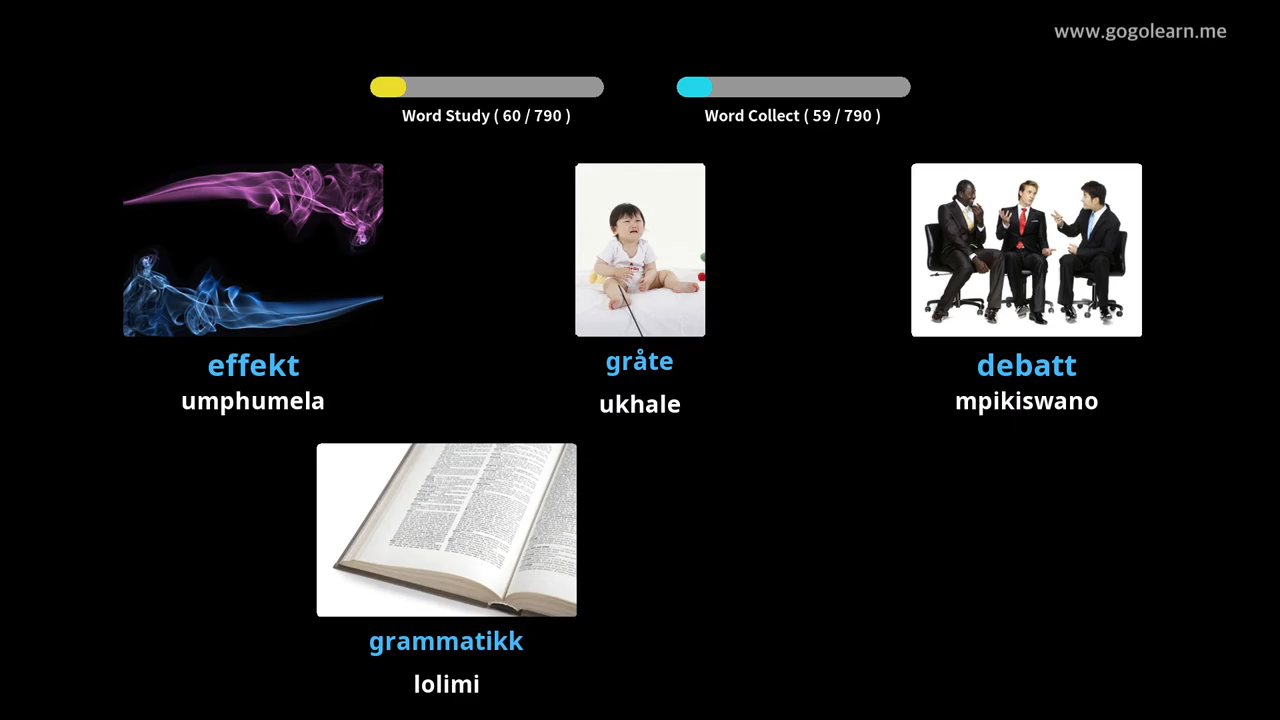 www.gogolearn.me
Word Study ( 60 / 790 )
Word Collect ( 59 / 790 )
effekt
umphumela
gråte
ukhale
debatt
mpikiswano
grammatikk
lolimi